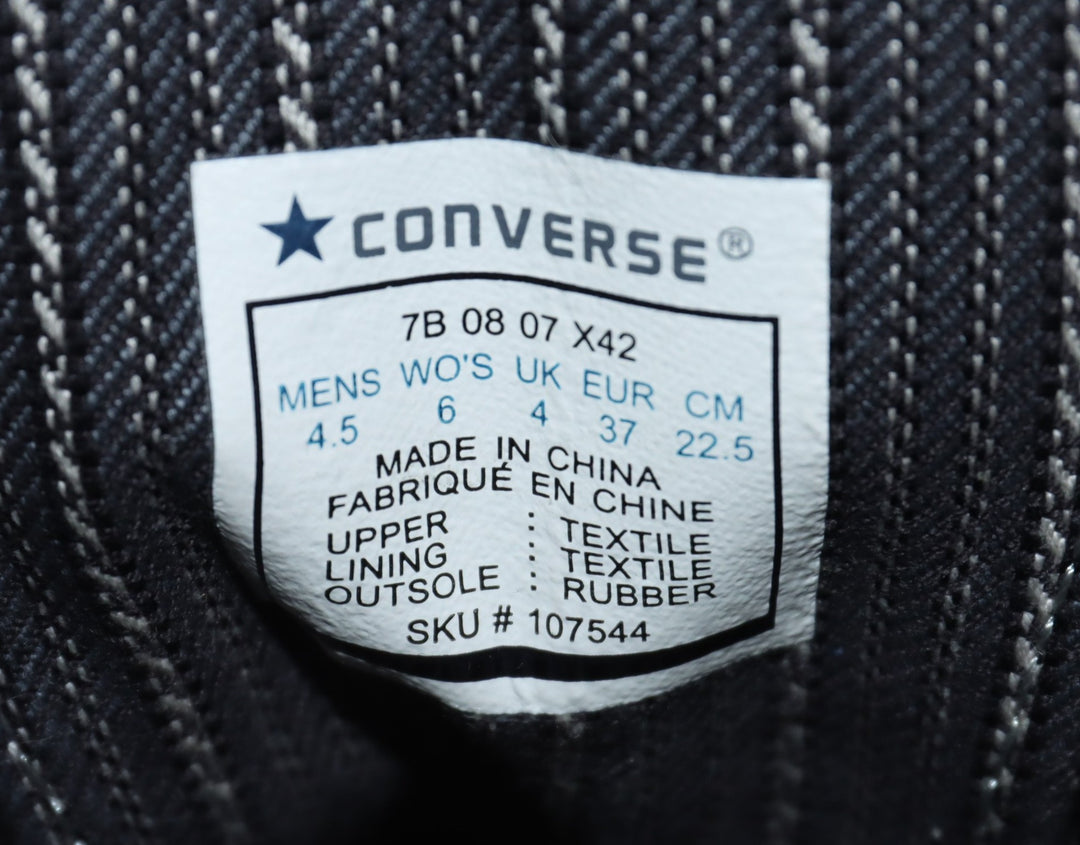 CONVERSE®
7B 08 07 X42
MENS WO'S UK EUR CM
4.5 6 4 37 22.5
MADE IN CHINA
FABRIQUÉ EN CHINE
UPPER : TEXTILE
LINING : TEXTILE
OUTSOLE : RUBBER
SKU # 107544